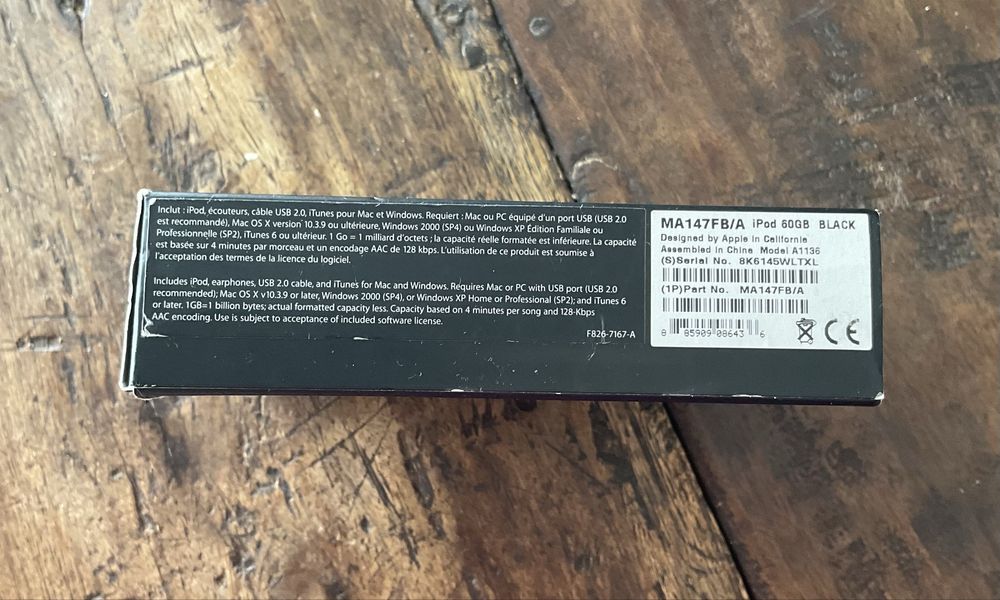 Inclut : iPod, écouteurs, câble USB 2.0, iTunes pour Mac et Windows. Requiert : Mac ou PC équipé d'un port USB (USB 2.0
est recommandé), Mac OS X version 10.3.9 ou ultérieure, Windows 2000 (SP4) ou Windows XP Édition Familiale ou
Professionnelle (SP2), iTunes 6 ou ultérieur. 1 Go = 1 milliard d'octets ; la capacité réelle formatée est inférieure. La capacité
est basée sur 4 minutes par morceau et un encodage AAC de 128 kbps. L'utilisation de ce produit est soumise à
l'acceptation des termes de la licence du logiciel.
Includes iPod, earphones, USB 2.0 cable, and iTunes for Mac and Windows. Requires Mac or PC with USB port (USB 2.0
recommended); Mac OS X v10.3.9 or later, Windows 2000 (SP4), or Windows XP Home or Professional (SP2); and iTunes 6
or later. 1GB=1 billion bytes; actual formatted capacity less. Capacity based on 4 minutes per song and 128-Kbps
AAC encoding. Use is subject to acceptance of included software license.
F826-7167-A
MA147FB/A iPod 60GB BLACK
Designed by Apple in California
Assembled in China Model A1136
(S)Serial No. 8K6145WLTXL
(1P)Part No. MA147FB/A
8 85909 08643 6
CE